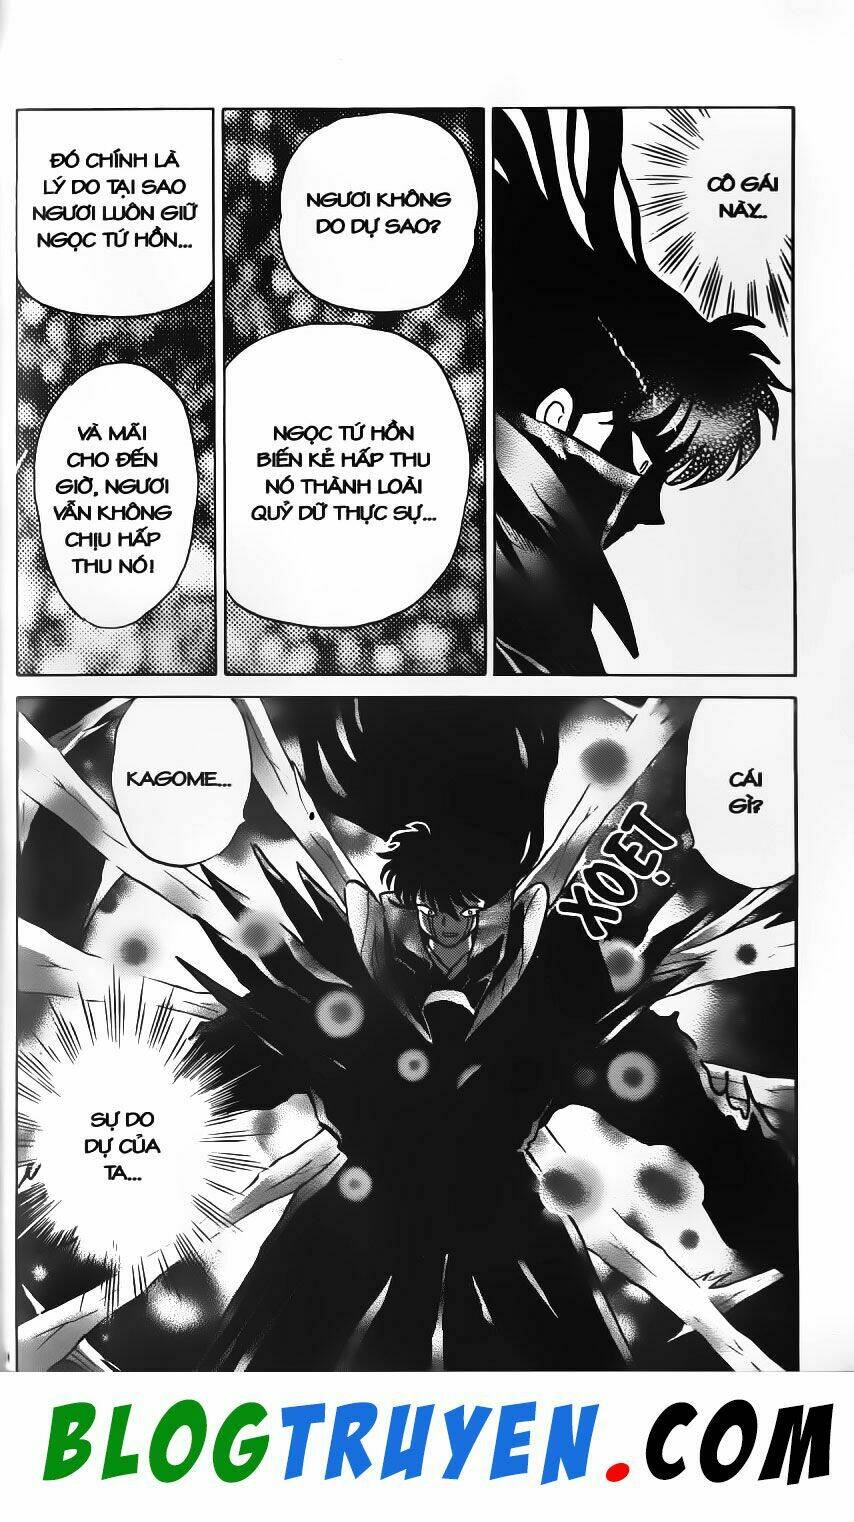 CÔ GÁI
NÀY...
NGƯƠI KHÔNG
DO DỰ SAO?
NGỌC TỨ HỒN
BIẾN KẺ HẤP THU
NÓ THÀNH LOÀI
QUỶ DỮ THỰC SỰ...
ĐÓ CHÍNH LÀ
LÝ DO TẠI SAO
NGƯƠI LUÔN GIỮ
NGỌC TỨ HỒN...
VÀ MÃI
CHO ĐẾN
GIỜ, NGƯƠI
VẪN KHÔNG
CHỊU HẤP
THU NÓ!
CÁI
GÌ?
XOẸT
KAGOME...
SỰ DO
DỰ CỦA
TA...
BLOGTRUYEN.COM